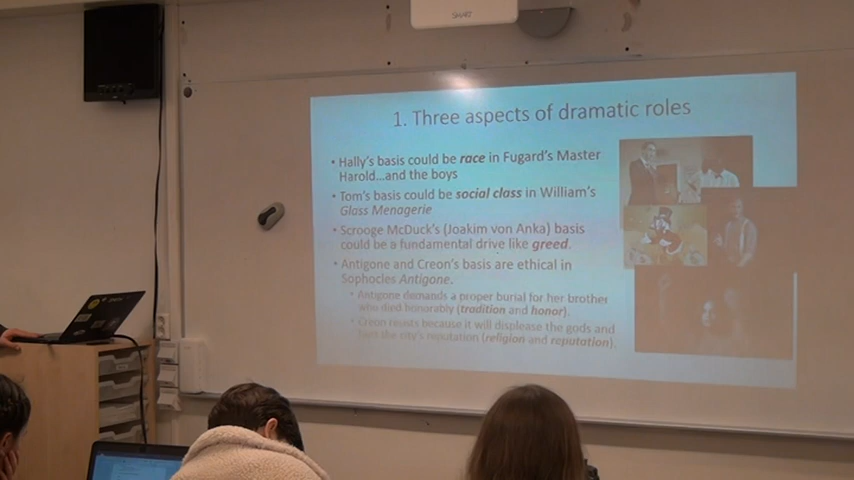 SMART
1. Three aspects of dramatic roles
• Hally's basis could be race in Fugard's Master
Harold...and the boys
• Tom's basis could be social class in William's
Glass Menagerie
• Scrooge McDuck's (Joakim von Anka) basis
could be a fundamental drive like greed.
• Antigone and Creon's basis are ethical in
Sophocles Antigone.
• Antigone demands a proper burial for her brother
who died honorably (tradition and honor).
• Creon resists because it will displease the gods and
hurt the city's reputation (religion and reputation).